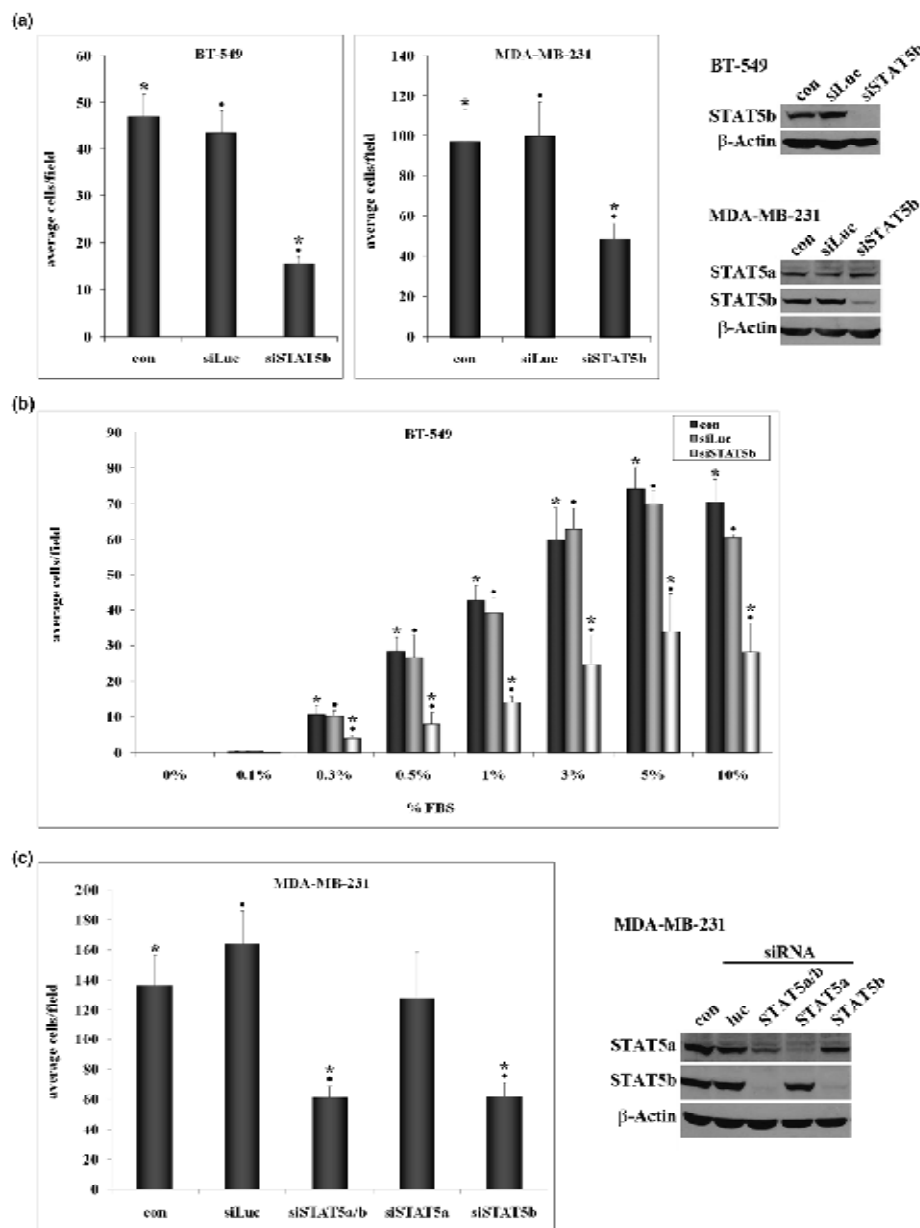 (a)
BT-549
60
50
40
30
20
10
0
average cells/field
con siLuc siSTAT5b
MDA-MB-231
140
120
100
80
60
40
20
0
average cells/field
con siLuc siSTAT5b
BT-549
con siLuc siSTAT5b
STAT5b
β-Actin
MDA-MB-231
con siLuc siSTAT5b
STAT5a
STAT5b
β-Actin
(b)
BT-549
con
siLuc
siSTAT5b
90
80
70
60
50
40
30
20
10
0
average cells/field
0% 0.1% 0.3% 0.5% 1% 3% 5% 10%
% FBS
(c)
MDA-MB-231
200
180
160
140
120
100
80
60
40
20
0
average cells/field
con siLuc siSTAT5a/b siSTAT5a siSTAT5b
MDA-MB-231
siRNA
con luc STAT5a/b STAT5a STAT5b
STAT5a
STAT5b
β-Actin